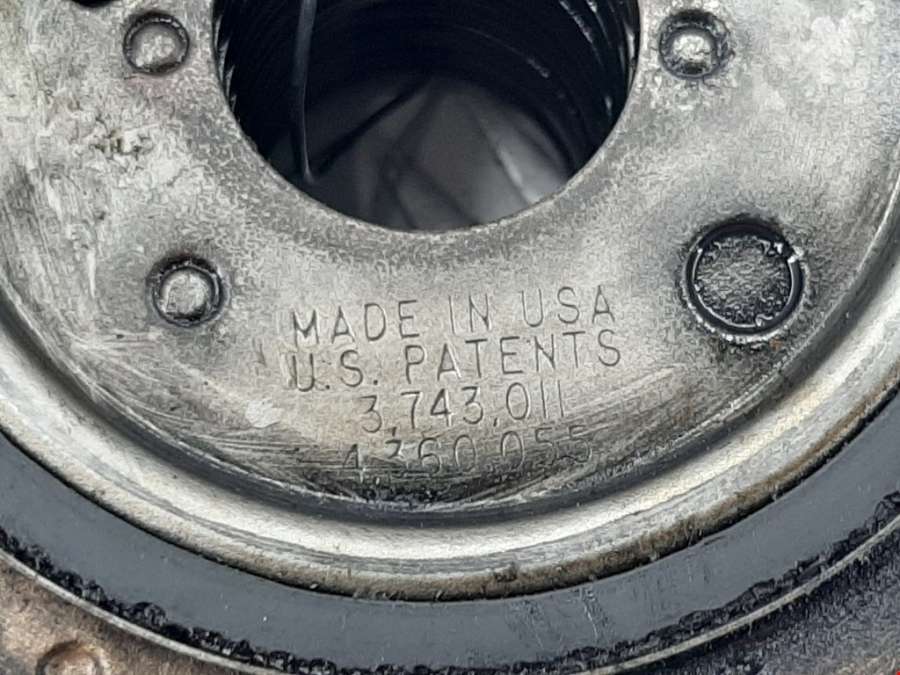 MADE IN USA
U.S. PATENTS
3,743,011
4,360,055